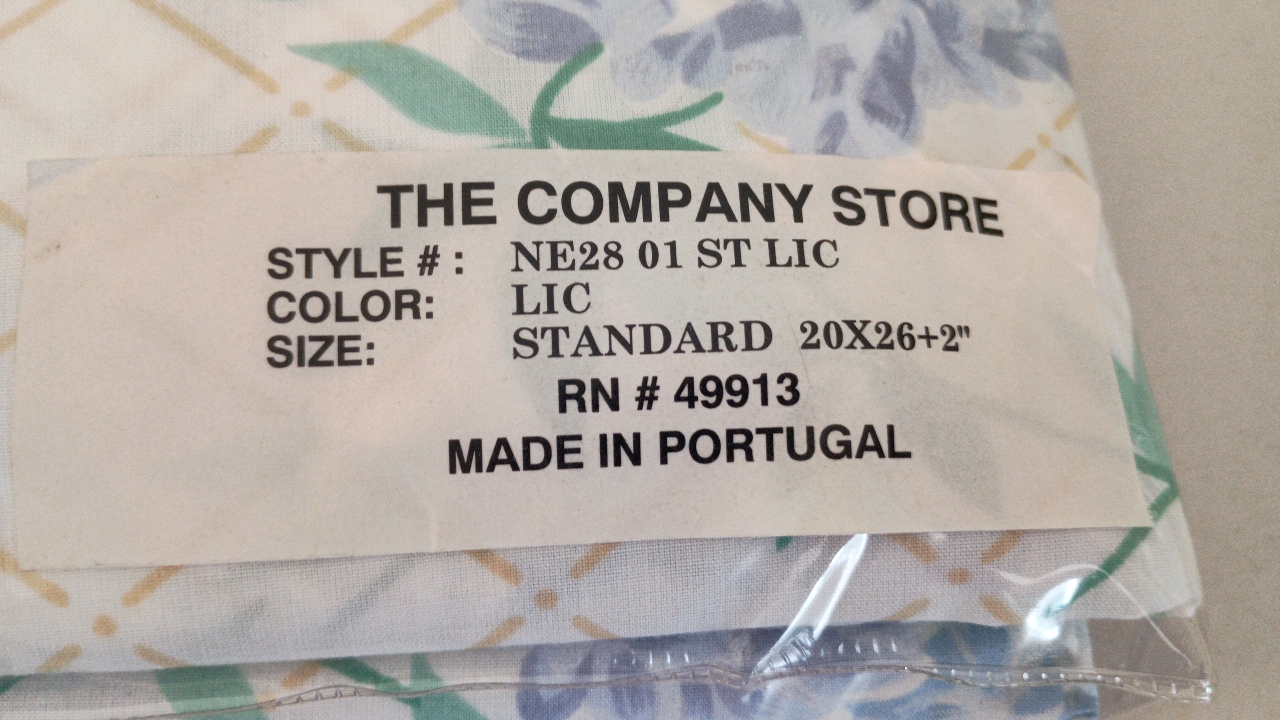 THE COMPANY STORE
STYLE # : NE28 01 ST LIC
COLOR: LIC
SIZE: STANDARD 20X26+2"
RN # 49913
MADE IN PORTUGAL